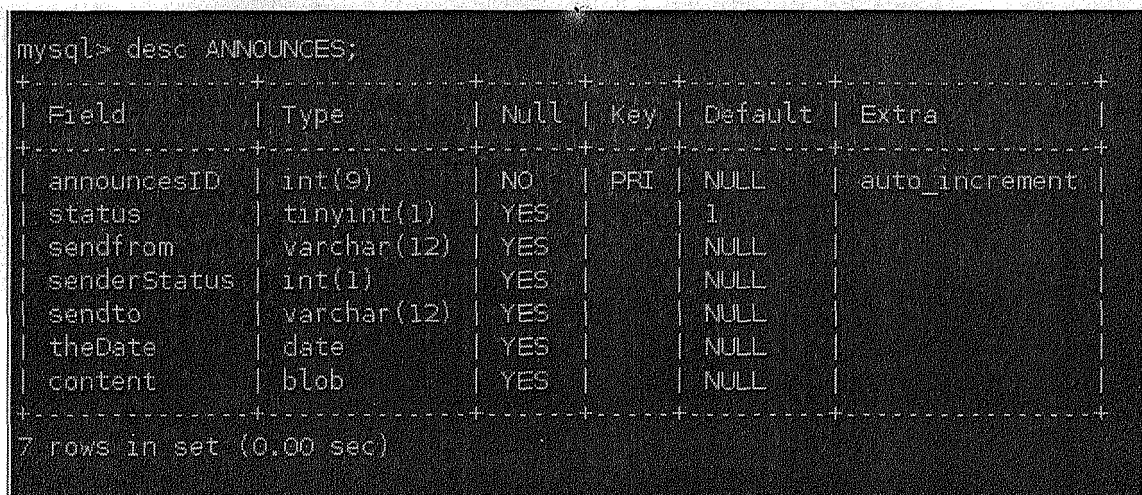 mysql> desc ANNOUNCES;
+---------------+-------------+------+-----+---------+----------------+
| Field | Type | Null | Key | Default | Extra |
+---------------+-------------+------+-----+---------+----------------+
| announcesID | int(9) | NO | PRI | NULL | auto_increment |
| status | tinyint(1) | YES | | 1 | |
| sendfrom | varchar(12) | YES | | NULL | |
| senderStatus | int(1) | YES | | NULL | |
| sendto | varchar(12) | YES | | NULL | |
| theDate | date | YES | | NULL | |
| content | blob | YES | | NULL | |
+---------------+-------------+------+-----+---------+----------------+
7 rows in set (0.00 sec)